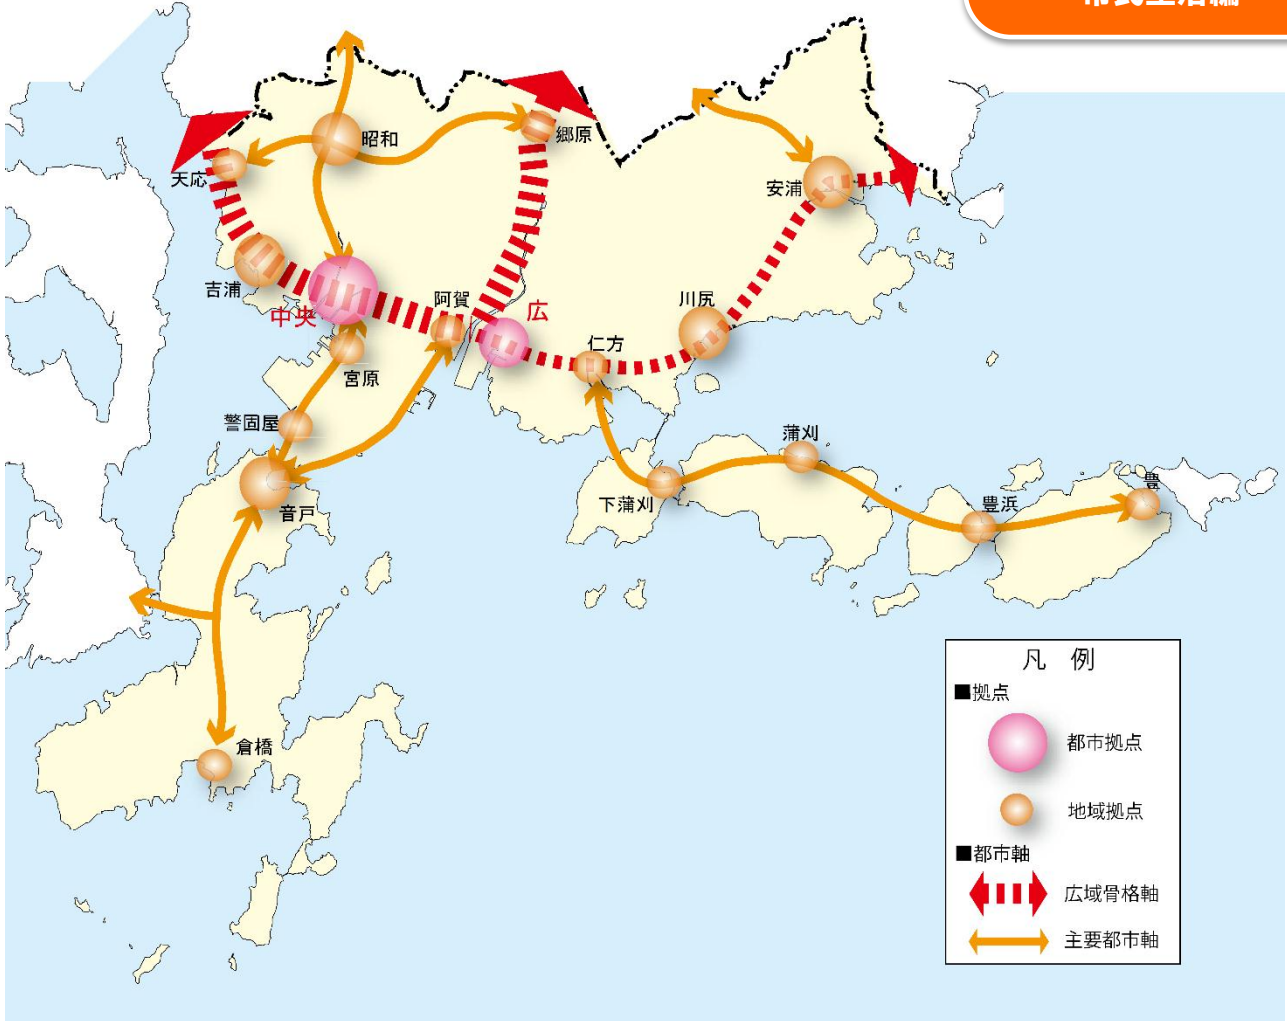 昭和
郷原
天応
安浦
吉浦
中央
阿賀
広
川尻
仁方
宮原
警固屋
音戸
蒲刈
下蒲刈
豊浜
豊
倉橋
凡 例
■拠点
都市拠点
地域拠点
■都市軸
広域骨格軸
主要都市軸